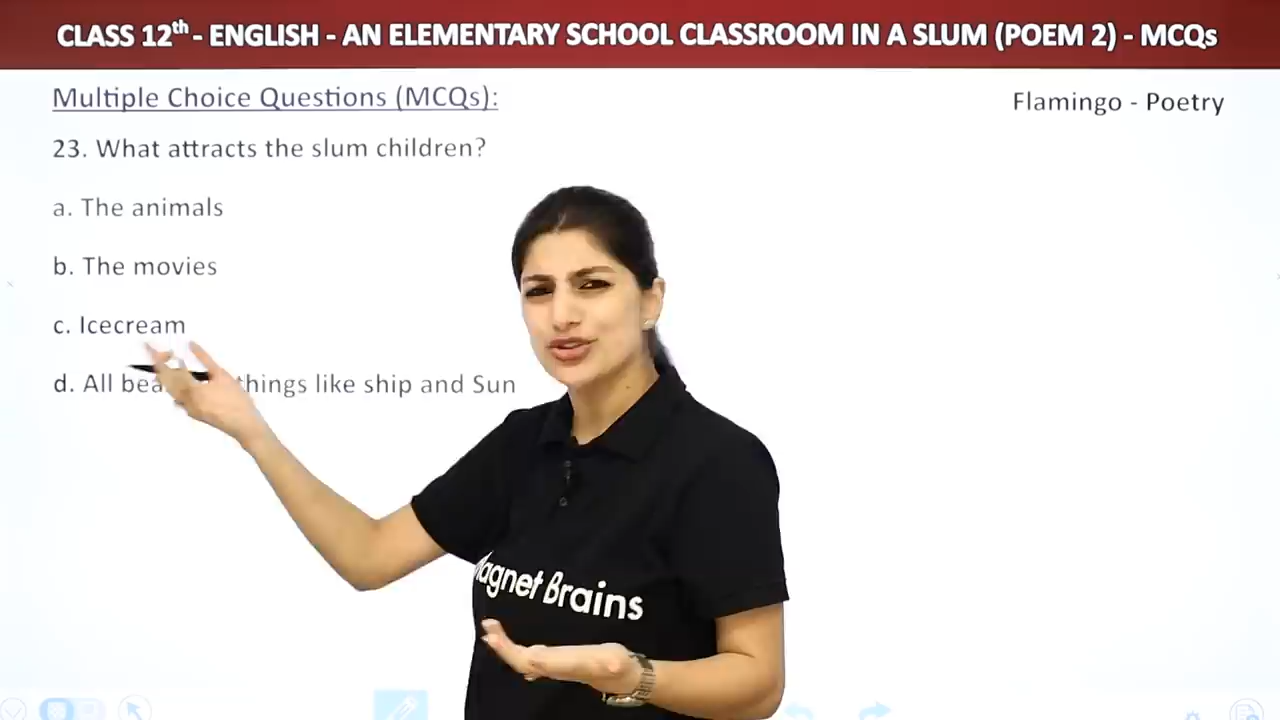 CLASS 12th - ENGLISH - AN ELEMENTARY SCHOOL CLASSROOM IN A SLUM (POEM 2) - MCQs
Multiple Choice Questions (MCQs):
Flamingo - Poetry
23. What attracts the slum children?
a. The animals
b. The movies
c. Icecream
d. All things like ship and Sun
Magnet Brains